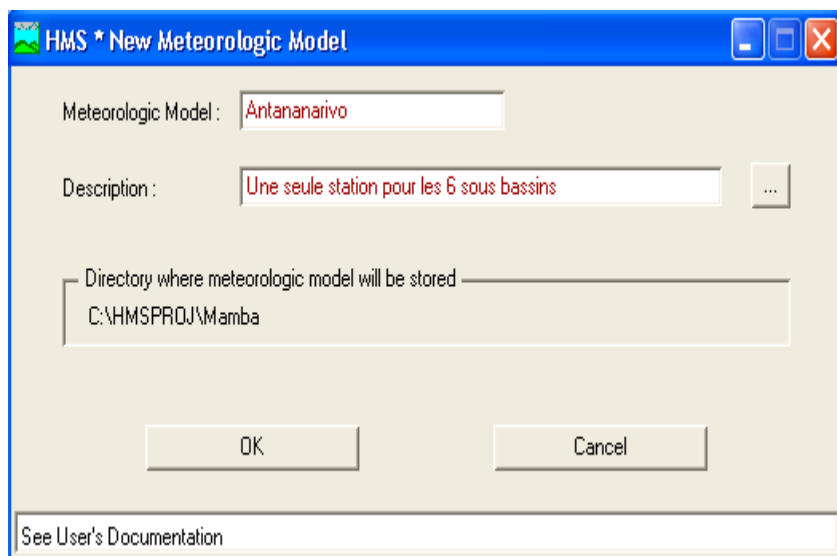 HMS * New Meteorologic Model
Meteorologic Model : Antananarivo
Description : Une seule station pour les 6 sous bassins ...
Directory where meteorologic model will be stored
C:\HMSPROJ\Mamba
OK Cancel
See User's Documentation